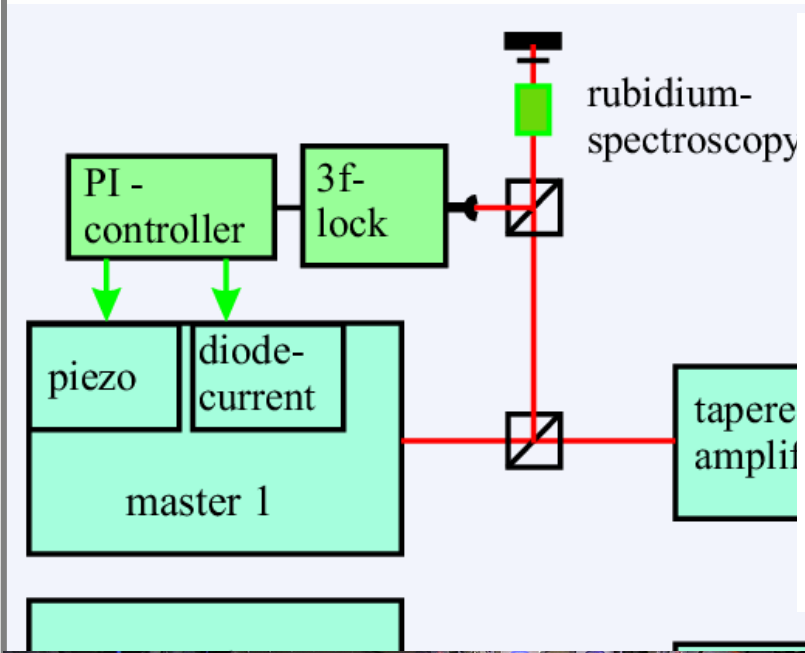 rubidium-
spectroscopy
PI -
controller
3f-
lock
piezo
diode-
current
master 1